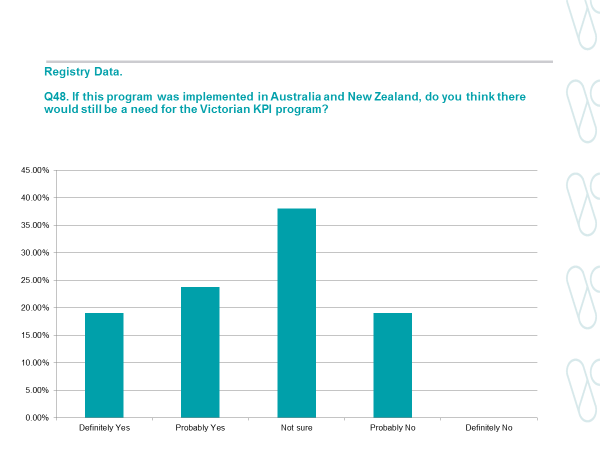 Registry Data.
Q48. If this program was implemented in Australia and New Zealand, do you think there
would still be a need for the Victorian KPI program?
45.00%
40.00%
35.00%
30.00%
25.00%
20.00%
15.00%
10.00%
5.00%
0.00%
Definitely Yes Probably Yes Not sure Probably No Definitely No